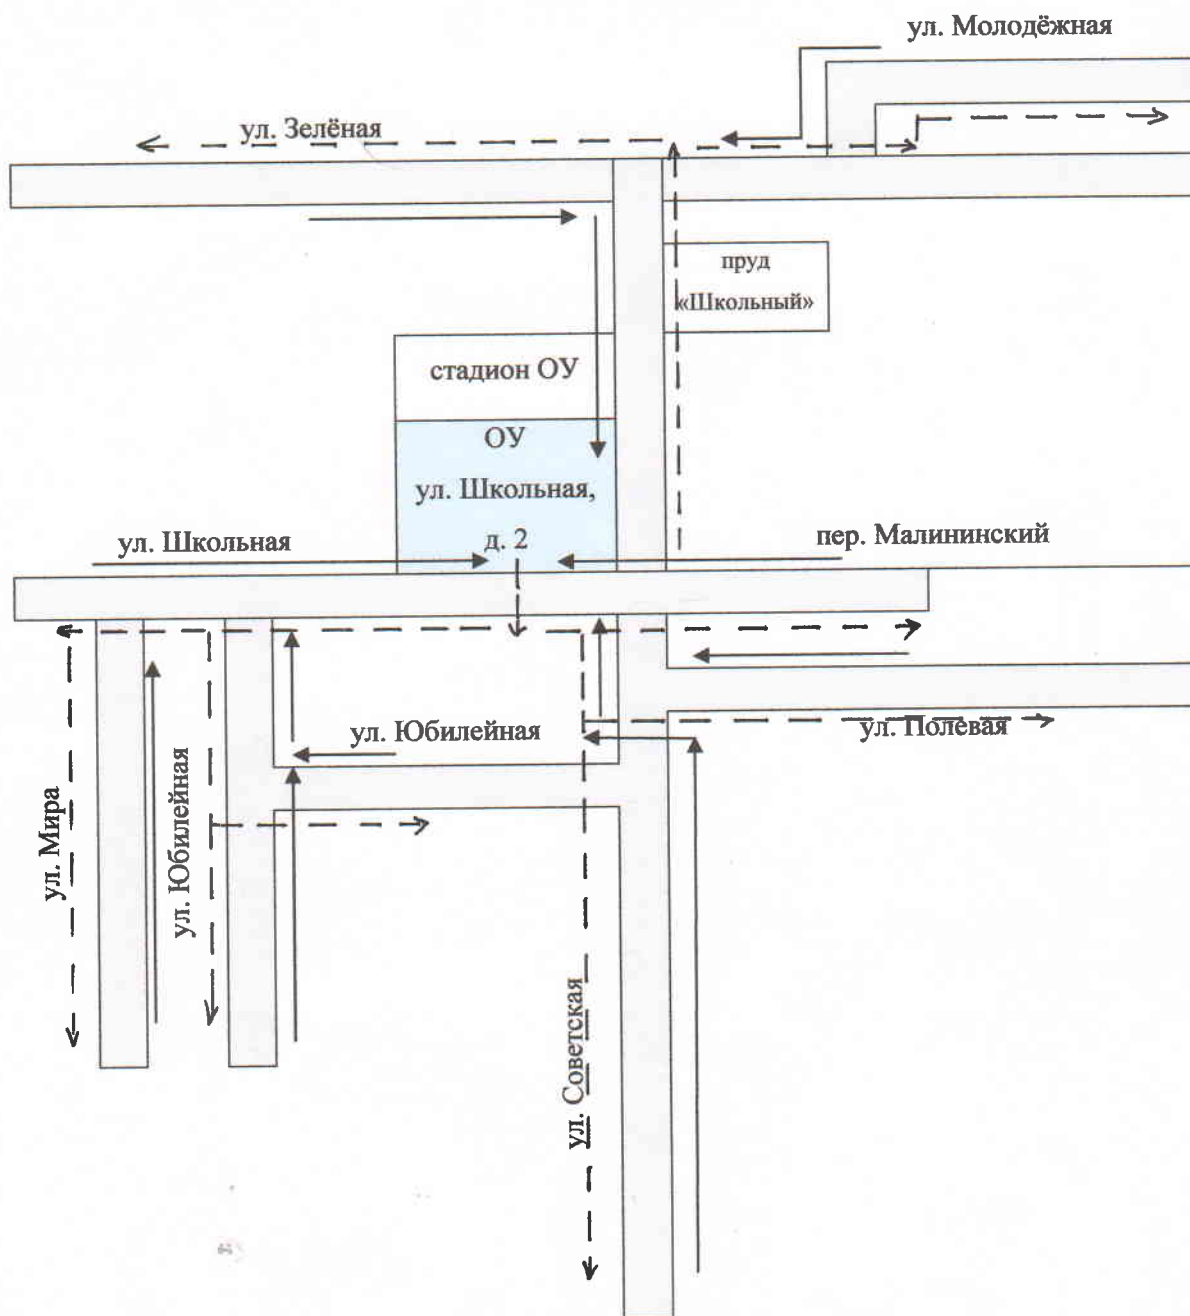 ул. Молодёжная
ул. Зелёная
пруд
«Школьный»
стадион ОУ
ОУ
ул. Школьная,
д. 2
ул. Школьная
пер. Малининский
ул. Юбилейная
ул. Полевая
ул. Мира
ул. Юбилейная
ул. Советская